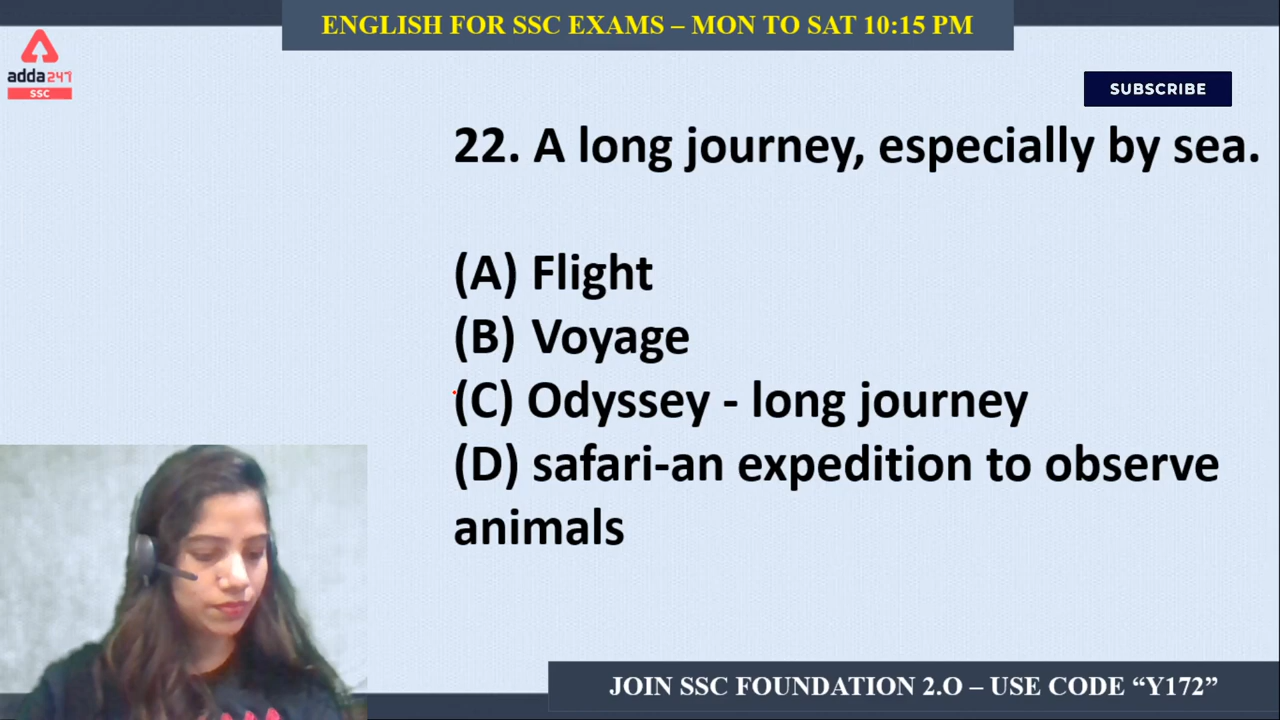 ENGLISH FOR SSC EXAMS – MON TO SAT 10:15 PM
adda247
SSC
SUBSCRIBE
22. A long journey, especially by sea.
(A) Flight
(B) Voyage
(C) Odyssey - long journey
(D) safari-an expedition to observe
animals
JOIN SSC FOUNDATION 2.O – USE CODE “Y172”